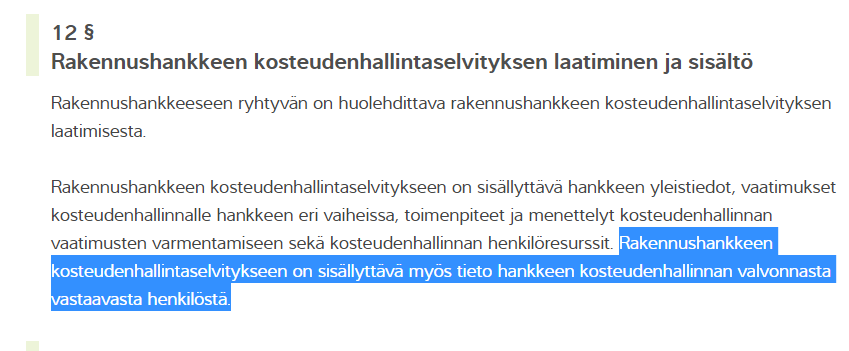 12 §
Rakennushankkeen kosteudenhallintaselvityksen laatiminen ja sisältö
Rakennushankkeeseen ryhtyvän on huolehdittava rakennushankkeen kosteudenhallintaselvityksen
laatimisesta.
Rakennushankkeen kosteudenhallintaselvitykseen on sisällyttävä hankkeen yleistiedot, vaatimukset
kosteudenhallinnalle hankkeen eri vaiheissa, toimenpiteet ja menettelyt kosteudenhallinnan
vaatimusten varmentamiseen sekä kosteudenhallinnan henkilöresurssit. Rakennushankkeen
kosteudenhallintaselvitykseen on sisällyttävä myös tieto hankkeen kosteudenhallinnan valvonnasta
vastaavasta henkilöstä.